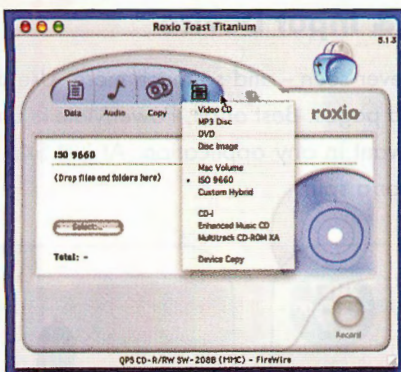 Roxio Toast Titanium
5.1.3
Data Audio Copy
roxio
Video CD
MP3 Disc
DVD
Disc Image
Mac Volume
• ISO 9660
Custom Hybrid
CD-i
Enhanced Music CD
Multitrack CD-ROM XA
Device Copy
ISO 9660
(Drop files and folders here)
Select...
Total: -
Record
QPS CD-R/RW SW-208B (MMC) - FireWire